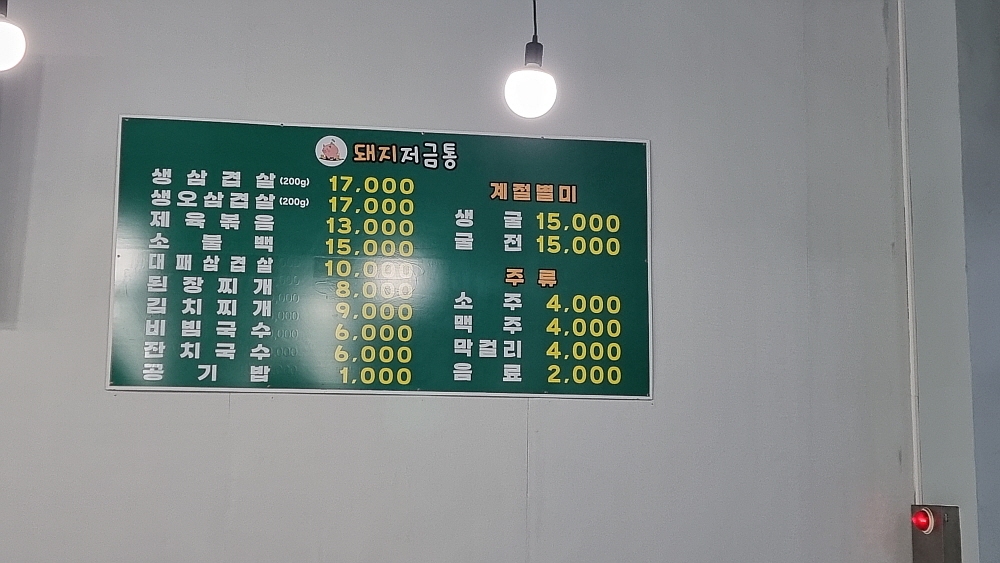 돼지저금통
생삼겹살 (200g) 17,000
생오삼겹살 (200g) 17,000
제육볶음 13,000
소불백 15,000
대패삼겹살 10,000
된장찌개 8,000
김치찌개 9,000
비빔국수 6,000
잔치국수 6,000
공기밥 1,000
계절별미
생굴 15,000
굴전 15,000
주류
소주 4,000
맥주 4,000
막걸리 4,000
음료 2,000